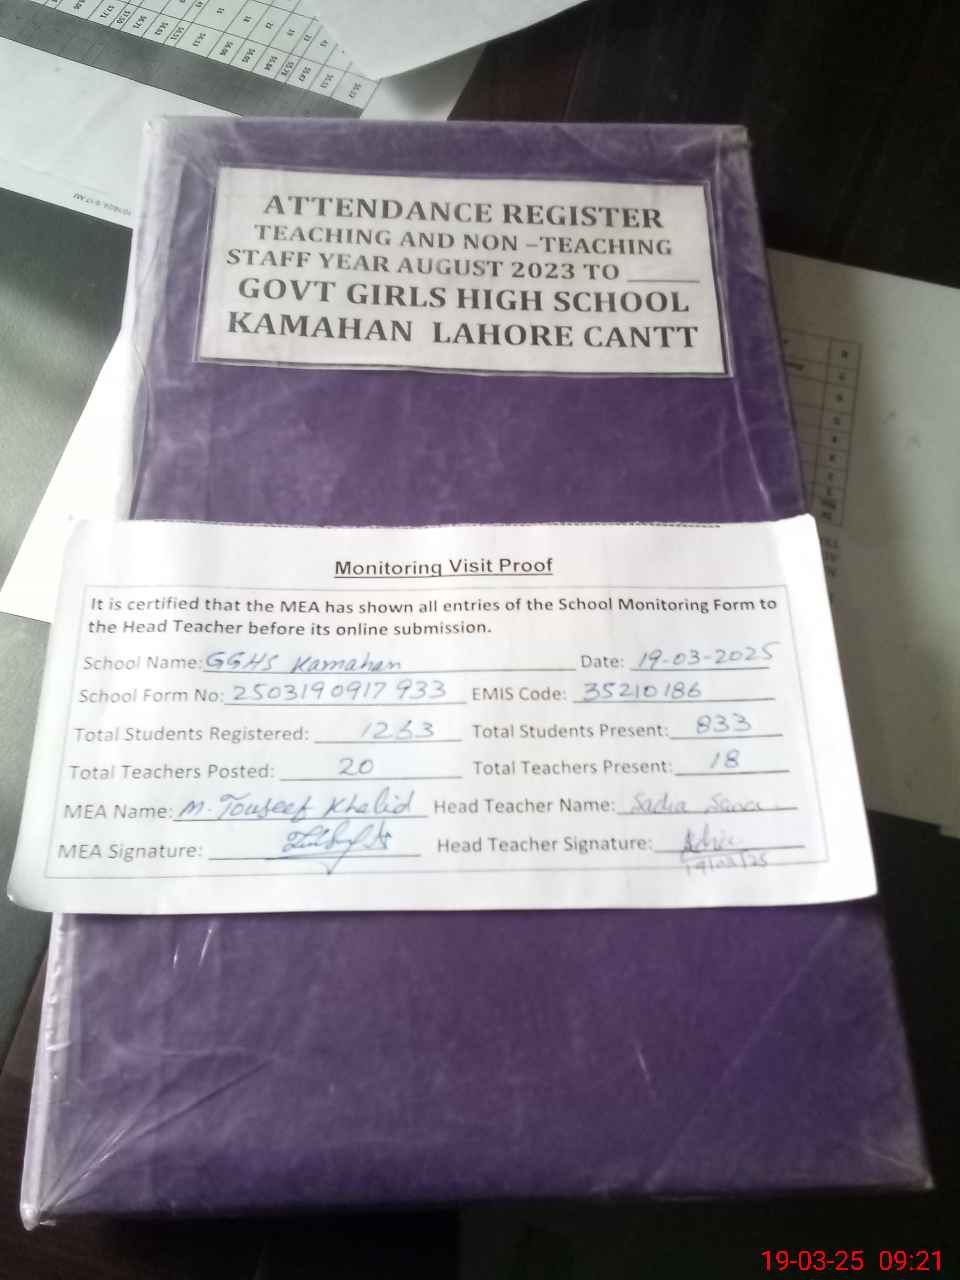 ATTENDANCE REGISTER
TEACHING AND NON –TEACHING
STAFF YEAR AUGUST 2023 TO ______
GOVT GIRLS HIGH SCHOOL
KAMAHAN LAHORE CANTT
Monitoring Visit Proof
It is certified that the MEA has shown all entries of the School Monitoring Form to
the Head Teacher before its online submission.
School Name: GGHS Kamahan Date: 19-03-2025
School Form No: 2503190917933 EMIS Code: 35210186
Total Students Registered: 1263 Total Students Present: 833
Total Teachers Posted: 20 Total Teachers Present: 18
MEA Name: M. Touseef Khalid Head Teacher Name: Sadia
MEA Signature: Head Teacher Signature:
19/03/25
19-03-25 09:21